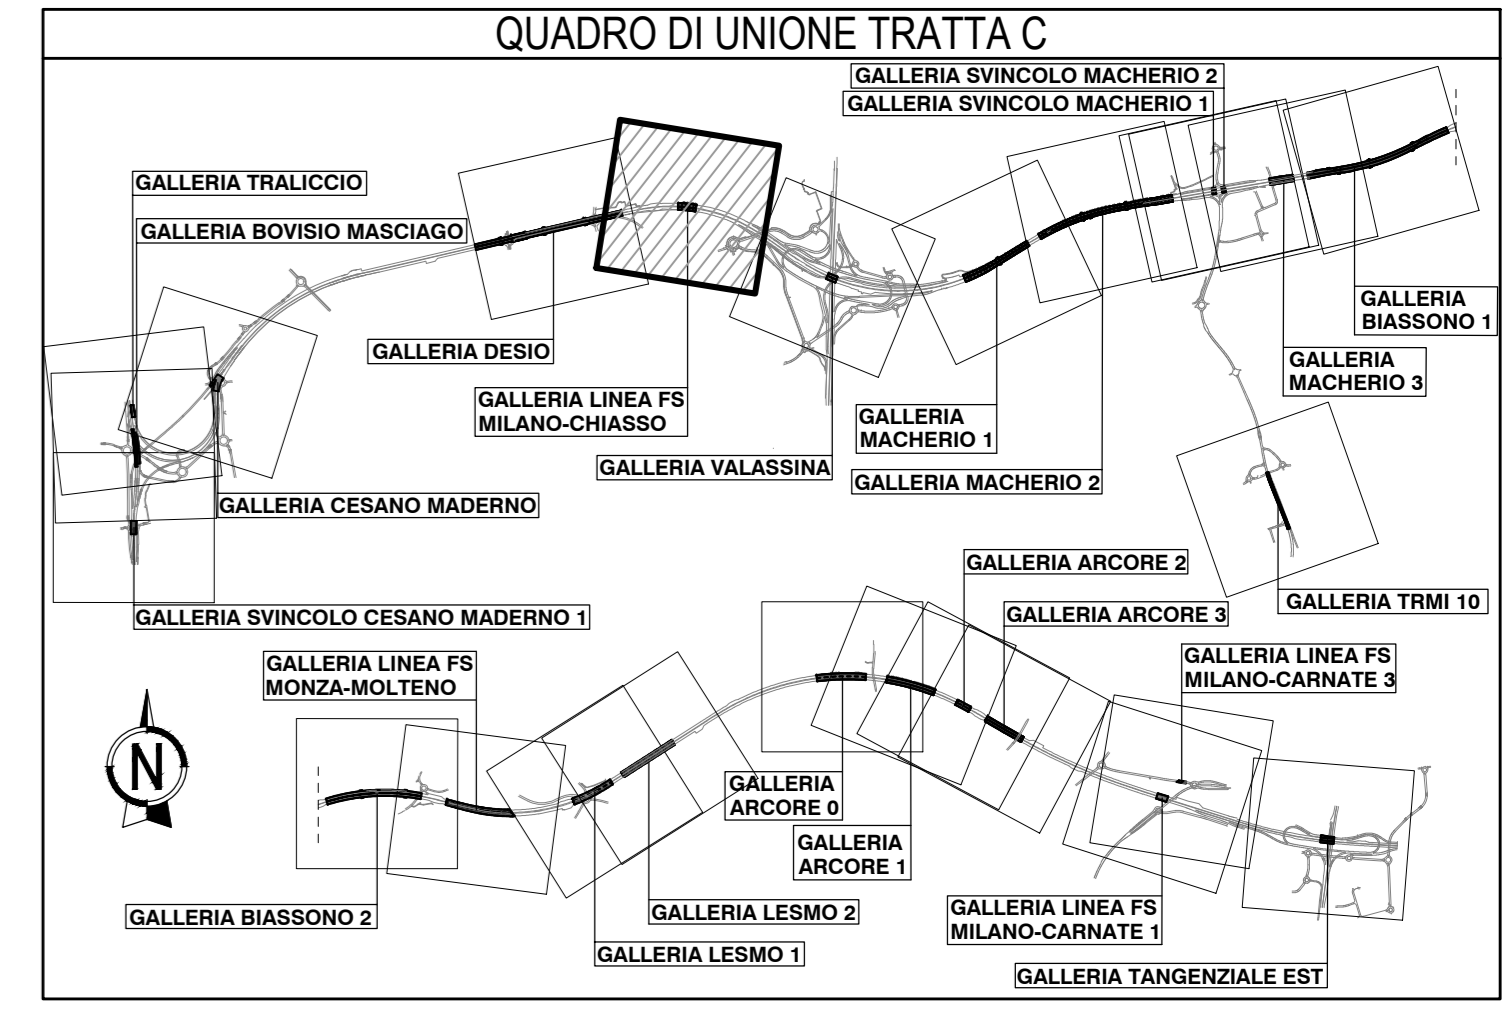 QUADRO DI UNIONE TRATTA C
GALLERIA SVINCOLO MACHERIO 2
GALLERIA SVINCOLO MACHERIO 1
GALLERIA TRALICCIO
GALLERIA BOVISIO MASCIAGO
GALLERIA DESIO
GALLERIA LINEA FS
MILANO-CHIASSO
GALLERIA VALASSINA
GALLERIA
MACHERIO 1
GALLERIA MACHERIO 2
GALLERIA
BIASSONO 1
GALLERIA
MACHERIO 3
GALLERIA CESANO MADERNO
GALLERIA SVINCOLO CESANO MADERNO 1
GALLERIA TRMI 10
GALLERIA ARCORE 2
GALLERIA ARCORE 3
GALLERIA LINEA FS
MONZA-MOLTENO
GALLERIA LINEA FS
MILANO-CARNATE 3
N
GALLERIA
ARCORE 0
GALLERIA
ARCORE 1
GALLERIA BIASSONO 2
GALLERIA LESMO 2
GALLERIA LESMO 1
GALLERIA LINEA FS
MILANO-CARNATE 1
GALLERIA TANGENZIALE EST